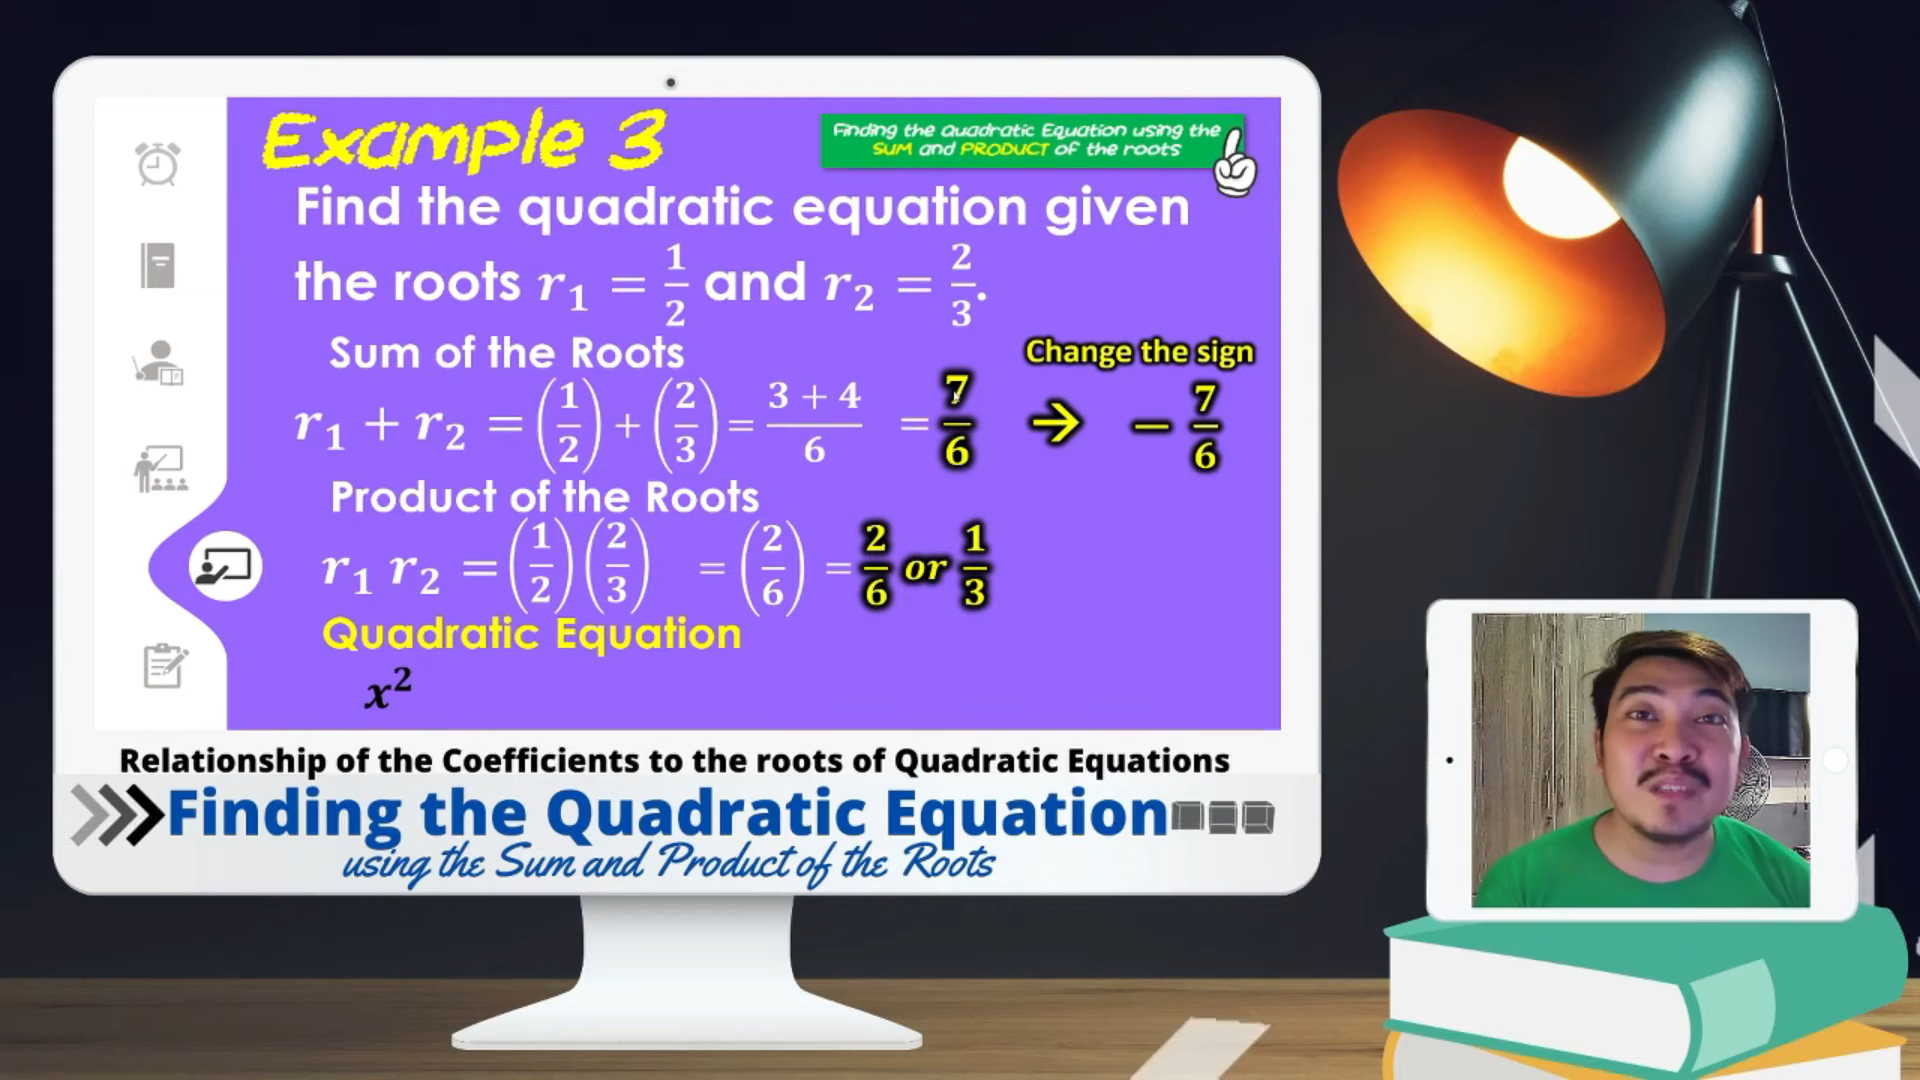 Example 3
Finding the Quadratic Equation using the
SUM and PRODUCT of the roots
Find the quadratic equation given
the roots r₁ = 1/2 and r₂ = 2/3.
Sum of the Roots
Change the sign
r₁ + r₂ = (1/2) + (2/3) = (3 + 4)/6 = 7/6 → − 7/6
Product of the Roots
r₁ r₂ = (1/2)(2/3) = (2/6) = 2/6 or 1/3
Quadratic Equation
x²
Relationship of the Coefficients to the roots of Quadratic Equations
Finding the Quadratic Equation
using the Sum and Product of the Roots